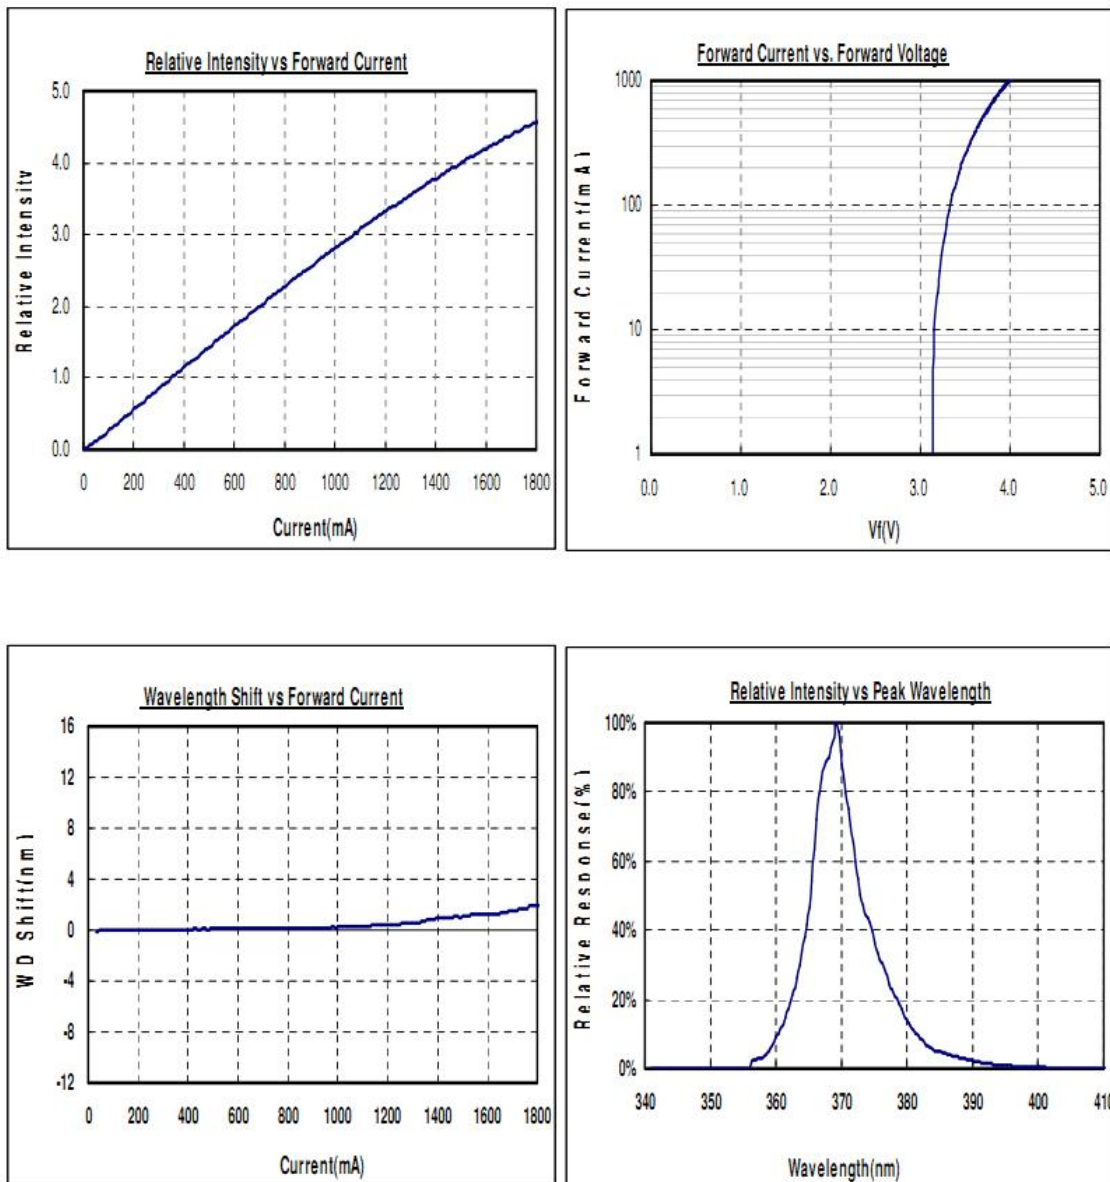 Relative Intensity vs Forward Current
5.0
4.0
3.0
2.0
1.0
0.0
Relative Intensity
0 200 400 600 800 1000 1200 1400 1600 1800
Current(mA)
Forward Current vs. Forward Voltage
1000
100
10
1
Forward Current(mA)
0.0 1.0 2.0 3.0 4.0 5.0
Vf(V)
Wavelength Shift vs Forward Current
16
12
8
4
0
-4
-8
-12
WD Shift(nm)
0 200 400 600 800 1000 1200 1400 1600 1800
Current(mA)
Relative Intensity vs Peak Wavelength
100%
80%
60%
40%
20%
0%
Relative Response(%)
340 350 360 370 380 390 400 410
Wavelength(nm)